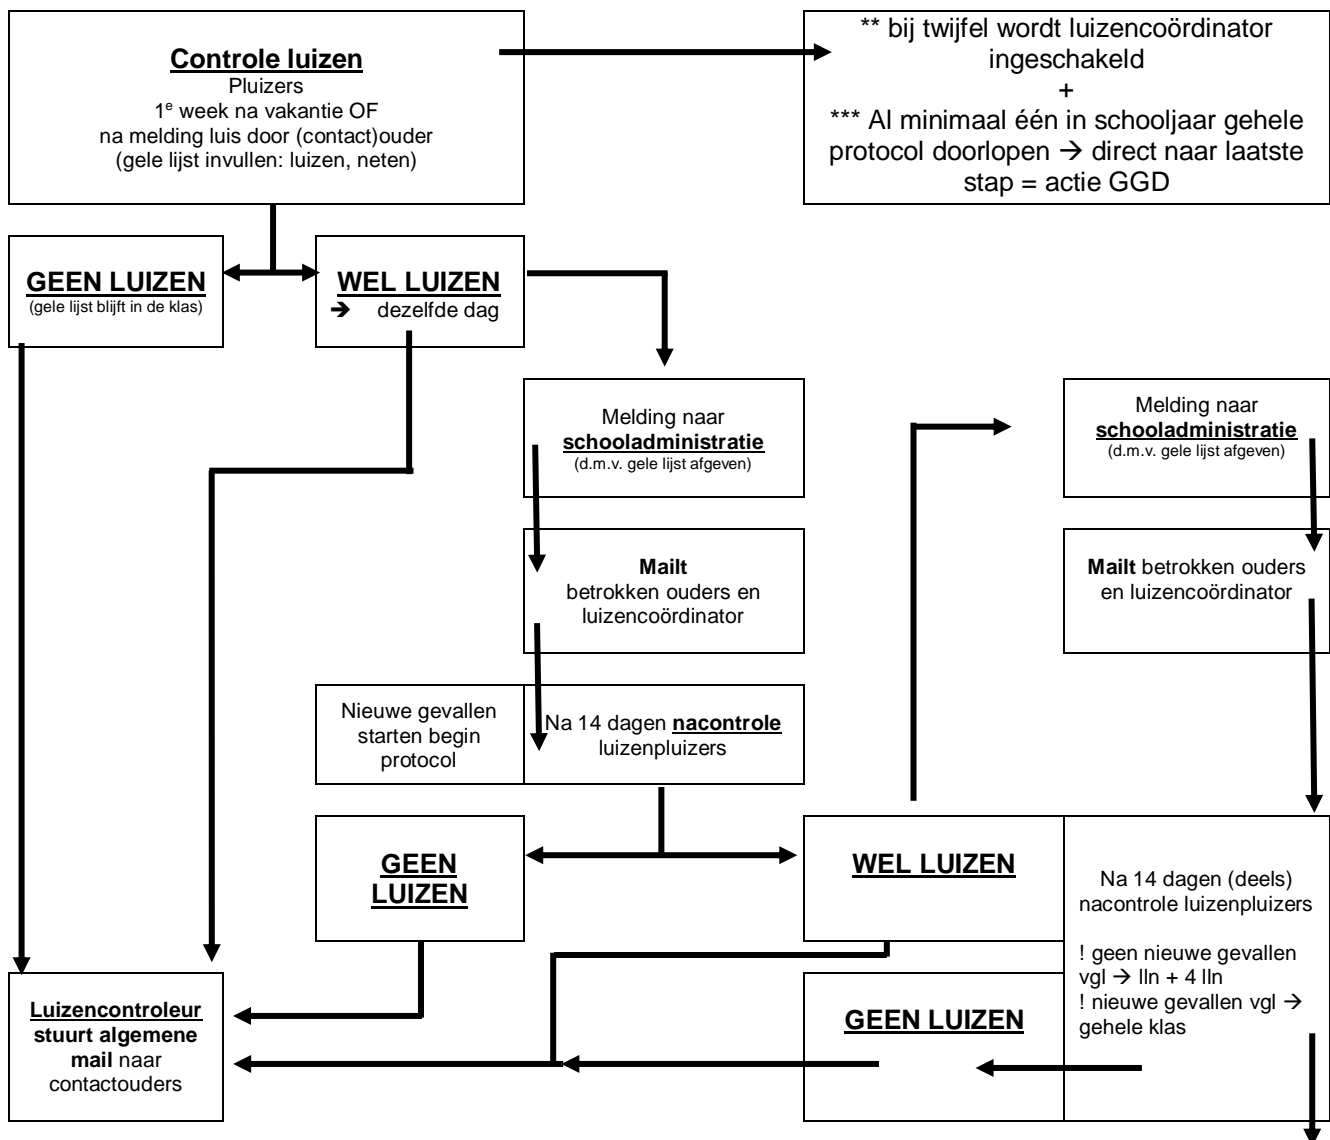 Controle luizen
Pluizers
1e week na vakantie OF
na melding luis door (contact)ouder
(gele lijst invullen: luizen, neten)
** bij twijfel wordt luizencoördinator
ingeschakeld
+
*** Al minimaal één in schooljaar gehele
protocol doorlopen → direct naar laatste
stap = actie GGD
GEEN LUIZEN
(gele lijst blijft in de klas)
WEL LUIZEN
➔ dezelfde dag
Melding naar
schooladministratie
(d.m.v. gele lijst afgeven)
Melding naar
schooladministratie
(d.m.v. gele lijst afgeven)
Mailt
betrokken ouders en
luizencoördinator
Mailt betrokken ouders
en luizencoördinator
Nieuwe gevallen
starten begin
protocol
Na 14 dagen nacontrole
luizenpluizers
GEEN
LUIZEN
WEL LUIZEN
Na 14 dagen (deels)
nacontrole luizenpluizers
! geen nieuwe gevallen
vgl → lln + 4 lln
! nieuwe gevallen vgl →
gehele klas
Luizencontroleur
stuurt algemene
mail naar
contactouders
GEEN LUIZEN